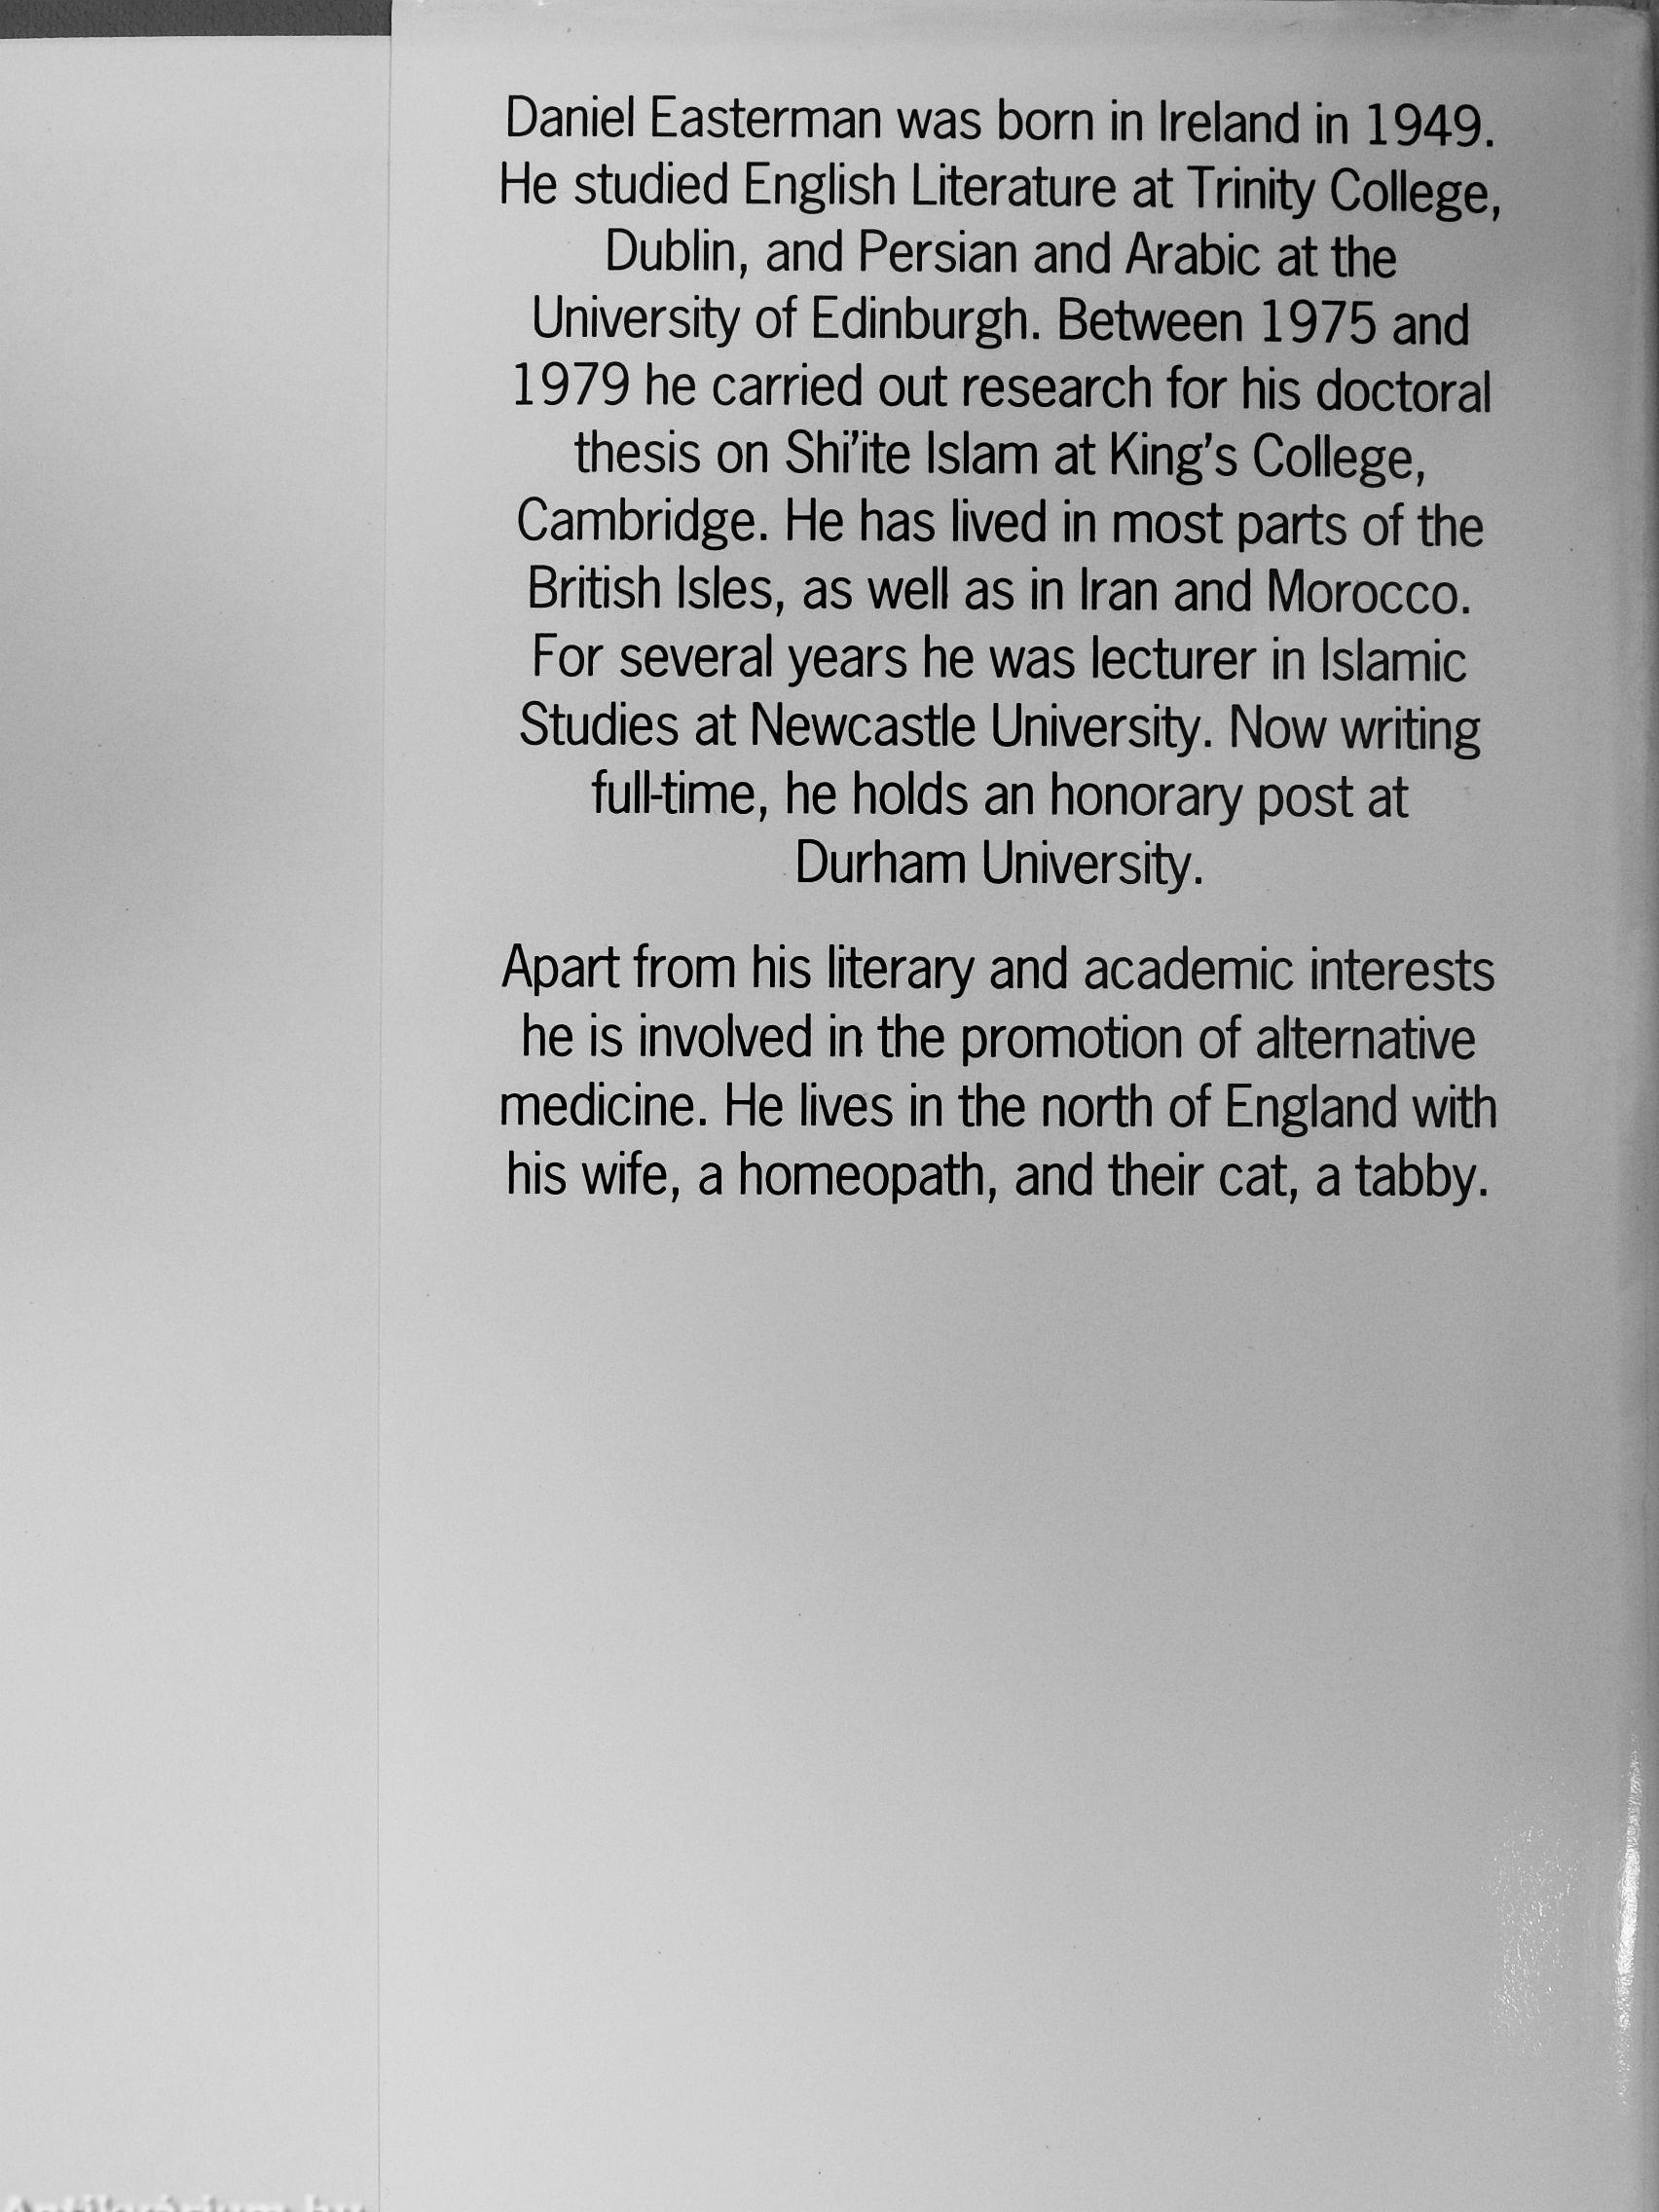 Daniel Easterman was born in Ireland in 1949.
He studied English Literature at Trinity College,
Dublin, and Persian and Arabic at the
University of Edinburgh. Between 1975 and
1979 he carried out research for his doctoral
thesis on Shi'ite Islam at King's College,
Cambridge. He has lived in most parts of the
British Isles, as well as in Iran and Morocco.
For several years he was lecturer in Islamic
Studies at Newcastle University. Now writing
full-time, he holds an honorary post at
Durham University.
Apart from his literary and academic interests
he is involved in the promotion of alternative
medicine. He lives in the north of England with
his wife, a homeopath, and their cat, a tabby.